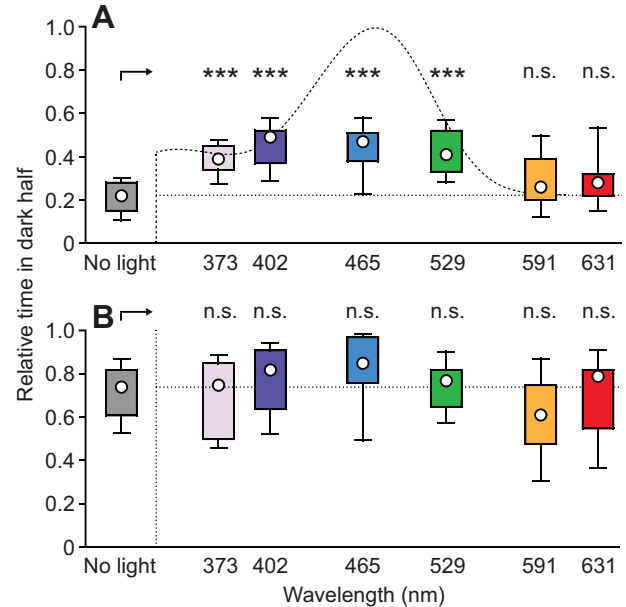 A
1.0
0.8
0.6
0.4
0.2
0
*** *** *** *** n.s. n.s.
No light 373 402 465 529 591 631
Relative time in dark half
B
1.0
0.8
0.6
0.4
0.2
0
n.s. n.s. n.s. n.s. n.s. n.s.
No light 373 402 465 529 591 631
Wavelength (nm)